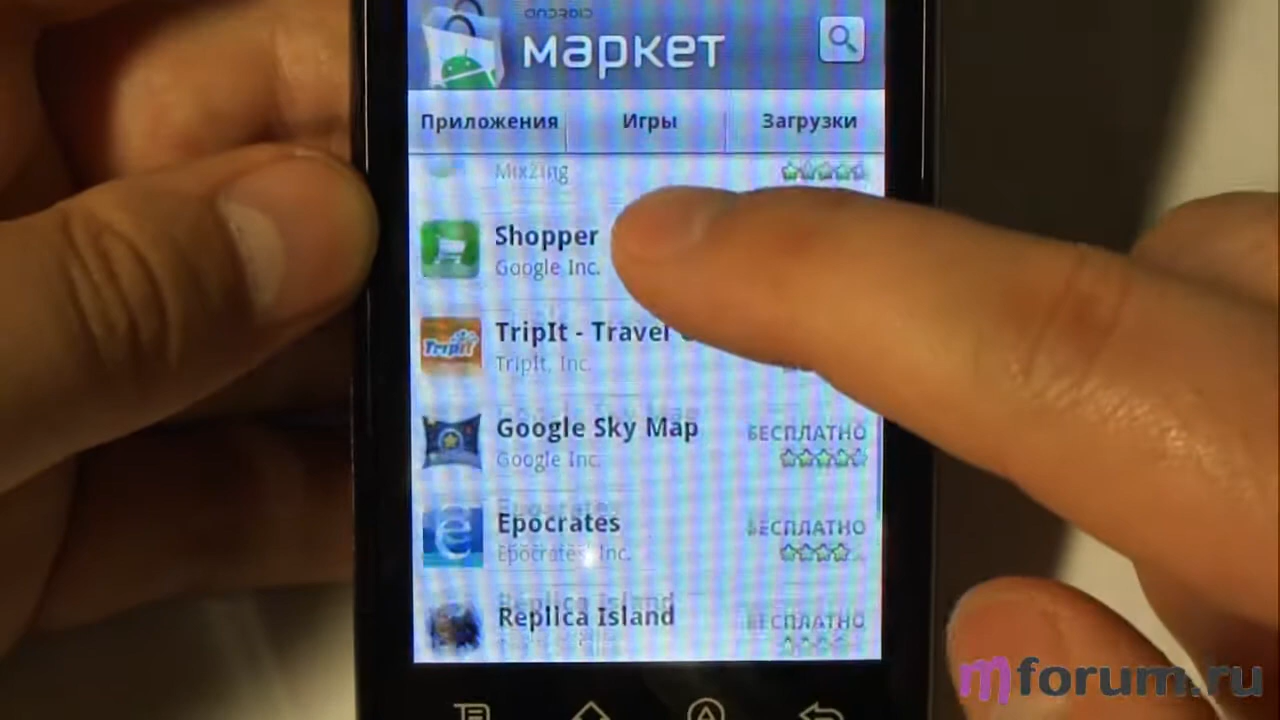 ANDROID
маркет
Приложения Игры Загрузки
MixZing
Shopper
Google Inc.
TripIt - Travel
TripIt, Inc.
Google Sky Map БЕСПЛАТНО
Google Inc.
Epocrates БЕСПЛАТНО
Epocrates Inc.
Replica Island БЕСПЛАТНО
TripIt
e
mforum.ru